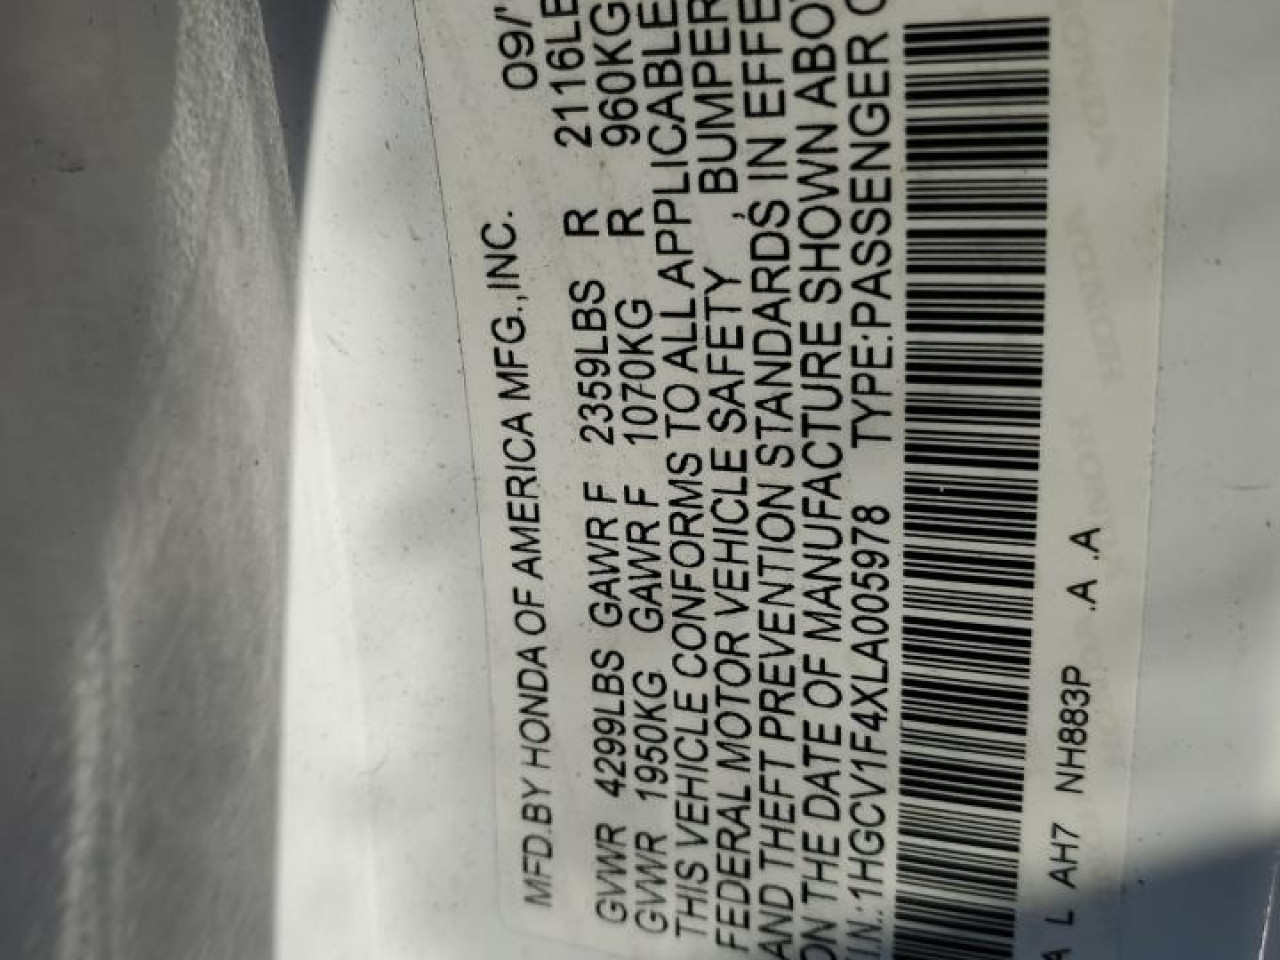 MFD.BY HONDA OF AMERICA MFG.,INC. 09/
GVWR 4299LBS GAWR F 2359LBS R 2116LB
GVWR 1950KG GAWR F 1070KG R 960KG
THIS VEHICLE CONFORMS TO ALL APPLICABLE
FEDERAL MOTOR VEHICLE SAFETY , BUMPER
AND THEFT PREVENTION STANDARDS IN EFFE
ON THE DATE OF MANUFACTURE SHOWN ABO
V.I.N.:1HGCV1F4XLA005978 TYPE:PASSENGER C
A L AH7 NH883P .A .A